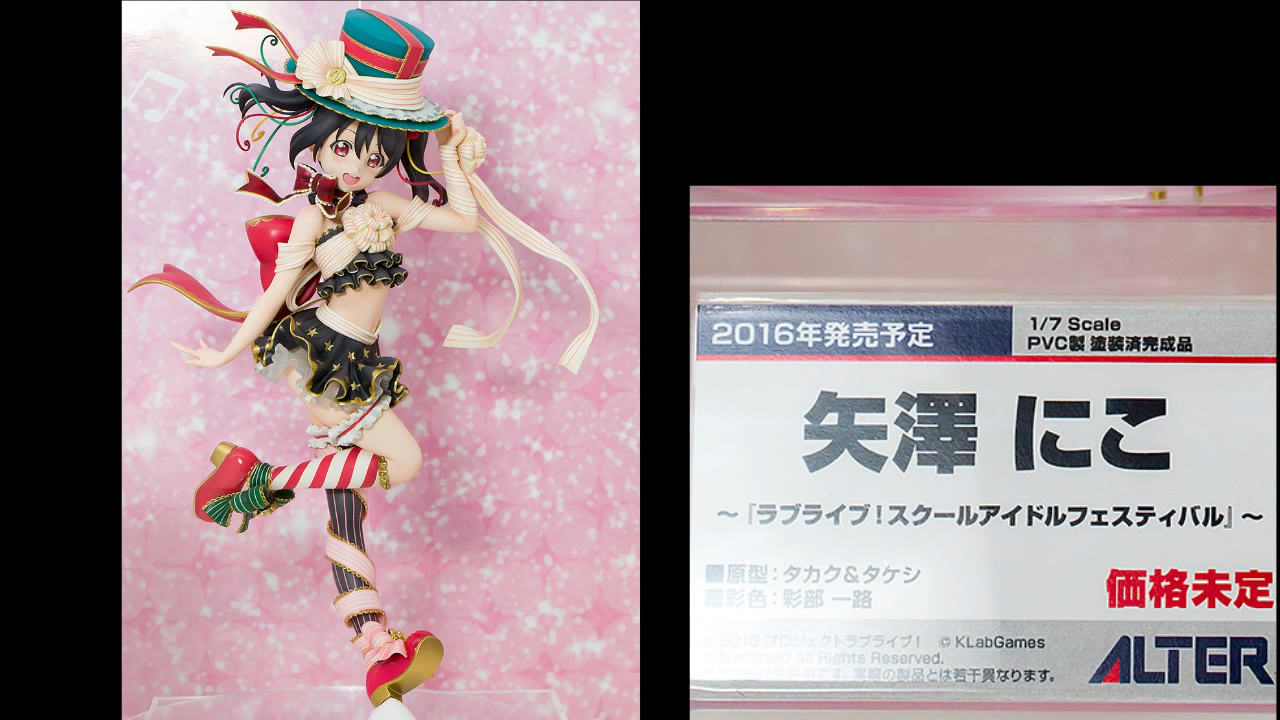 2016年発売予定
1/7 Scale
PVC製 塗装済完成品
矢澤 にこ
~『ラブライブ!スクールアイドルフェスティバル』~
■原型:タカク&タケシ
■彩色:彩部 一路
価格未定
2013 プロジェクトラブライブ! © KLabGames
All Rights Reserved.
実際の製品とは若干異なります。
ALTER